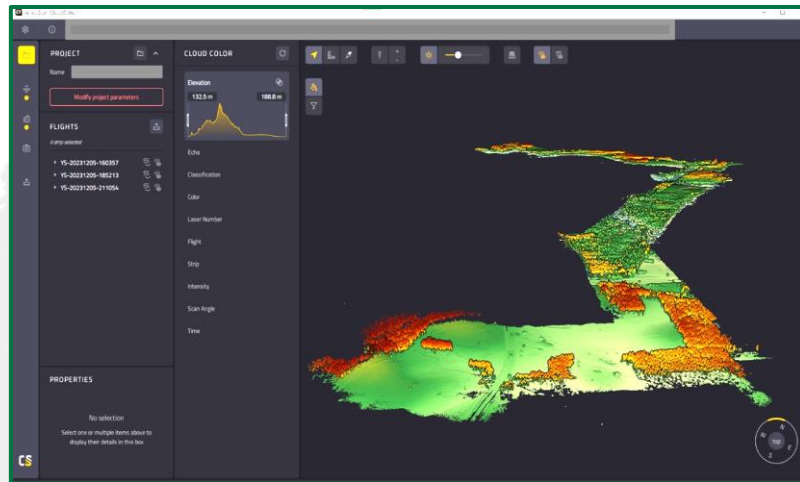 PROJECT
Name
Modify project parameters
FLIGHTS
0 strip selected
YS-20231205-160357
YS-20231205-185213
YS-20231205-211054
PROPERTIES
No selection
Select one or multiple items above to
display their details in this box
CS
CLOUD COLOR
Elevation
132.5 m
188.8 m
Echo
Classification
Color
Laser Number
Flight
Strip
Intensity
Scan Angle
Time
N
W
top
E
S